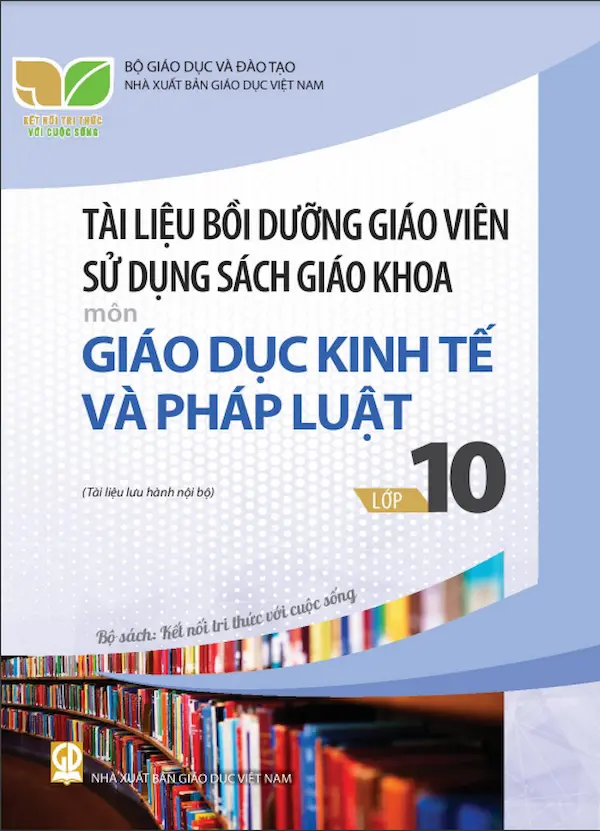 BỘ GIÁO DỤC VÀ ĐÀO TẠO
NHÀ XUẤT BẢN GIÁO DỤC VIỆT NAM
KẾT NỐI TRI THỨC
VỚI CUỘC SỐNG
TÀI LIỆU BỒI DƯỠNG GIÁO VIÊN
SỬ DỤNG SÁCH GIÁO KHOA
môn
GIÁO DỤC KINH TẾ
VÀ PHÁP LUẬT
LỚP 10
(Tài liệu lưu hành nội bộ)
Bộ sách: Kết nối tri thức với cuộc sống
GD
NHÀ XUẤT BẢN GIÁO DỤC VIỆT NAM